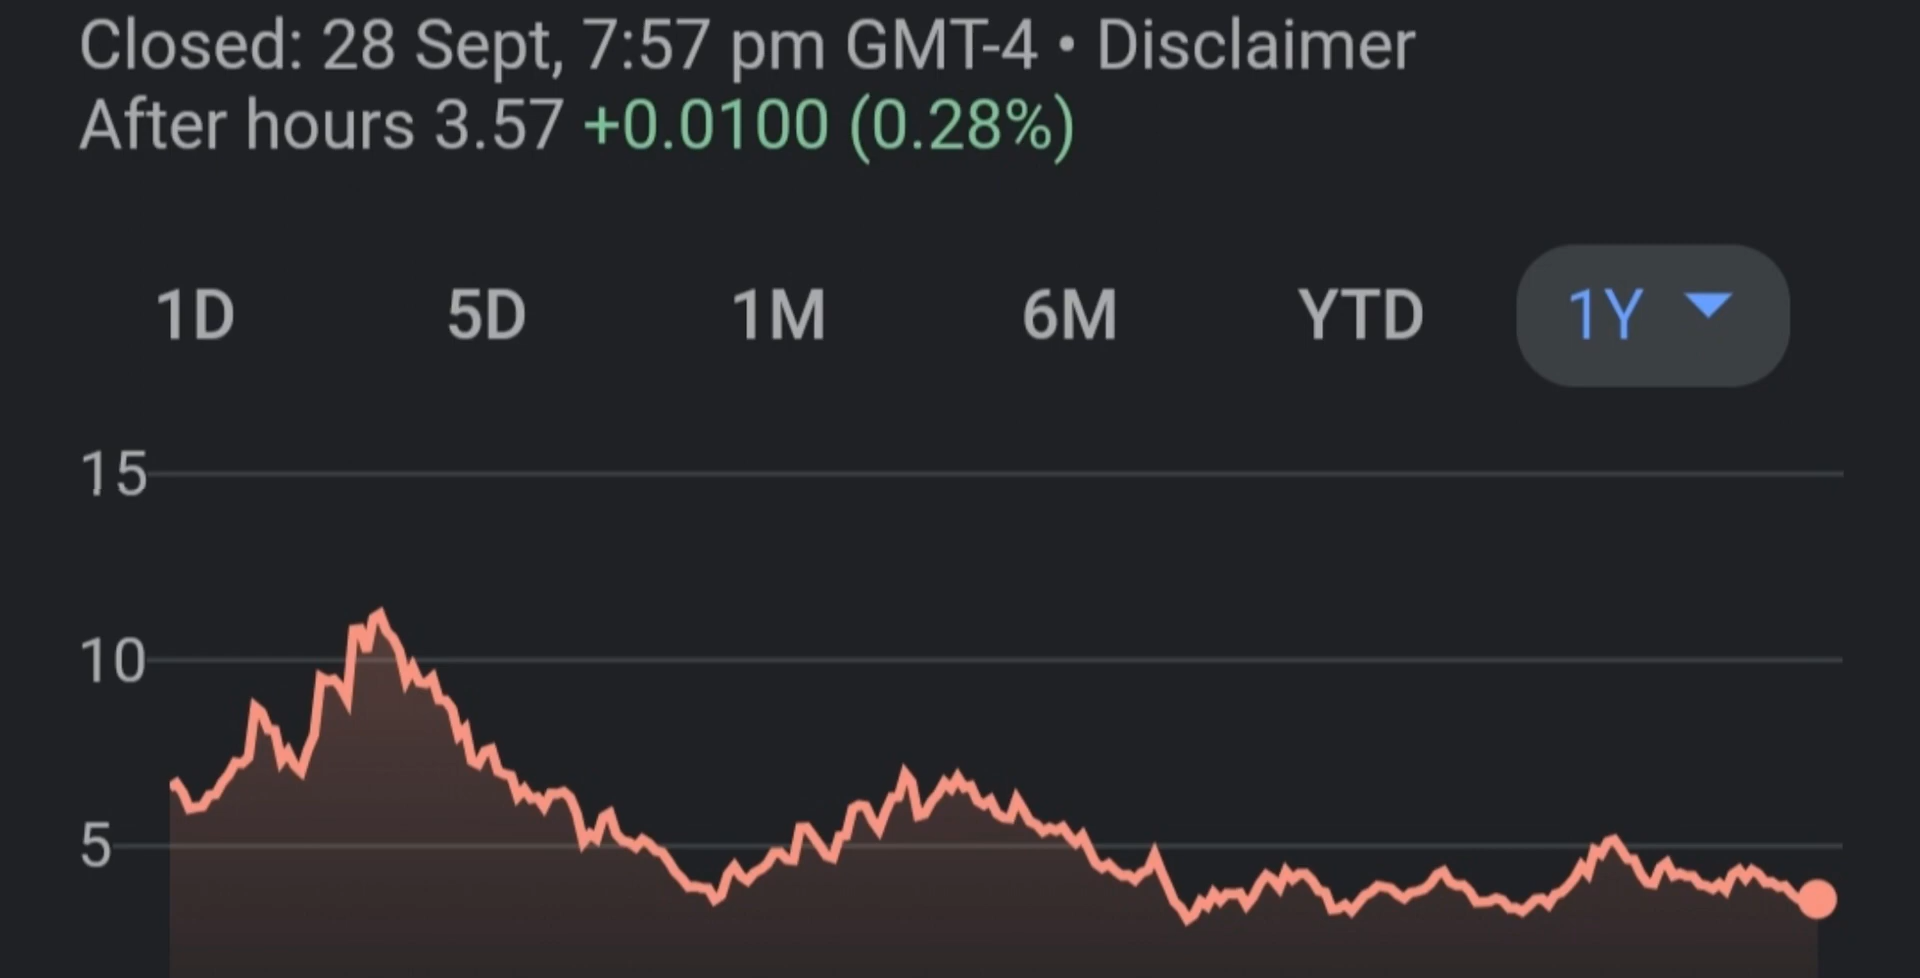 Closed: 28 Sept, 7:57 pm GMT-4 • Disclaimer
After hours 3.57 +0.0100 (0.28%)
1D 5D 1M 6M YTD 1Y
15
10
5